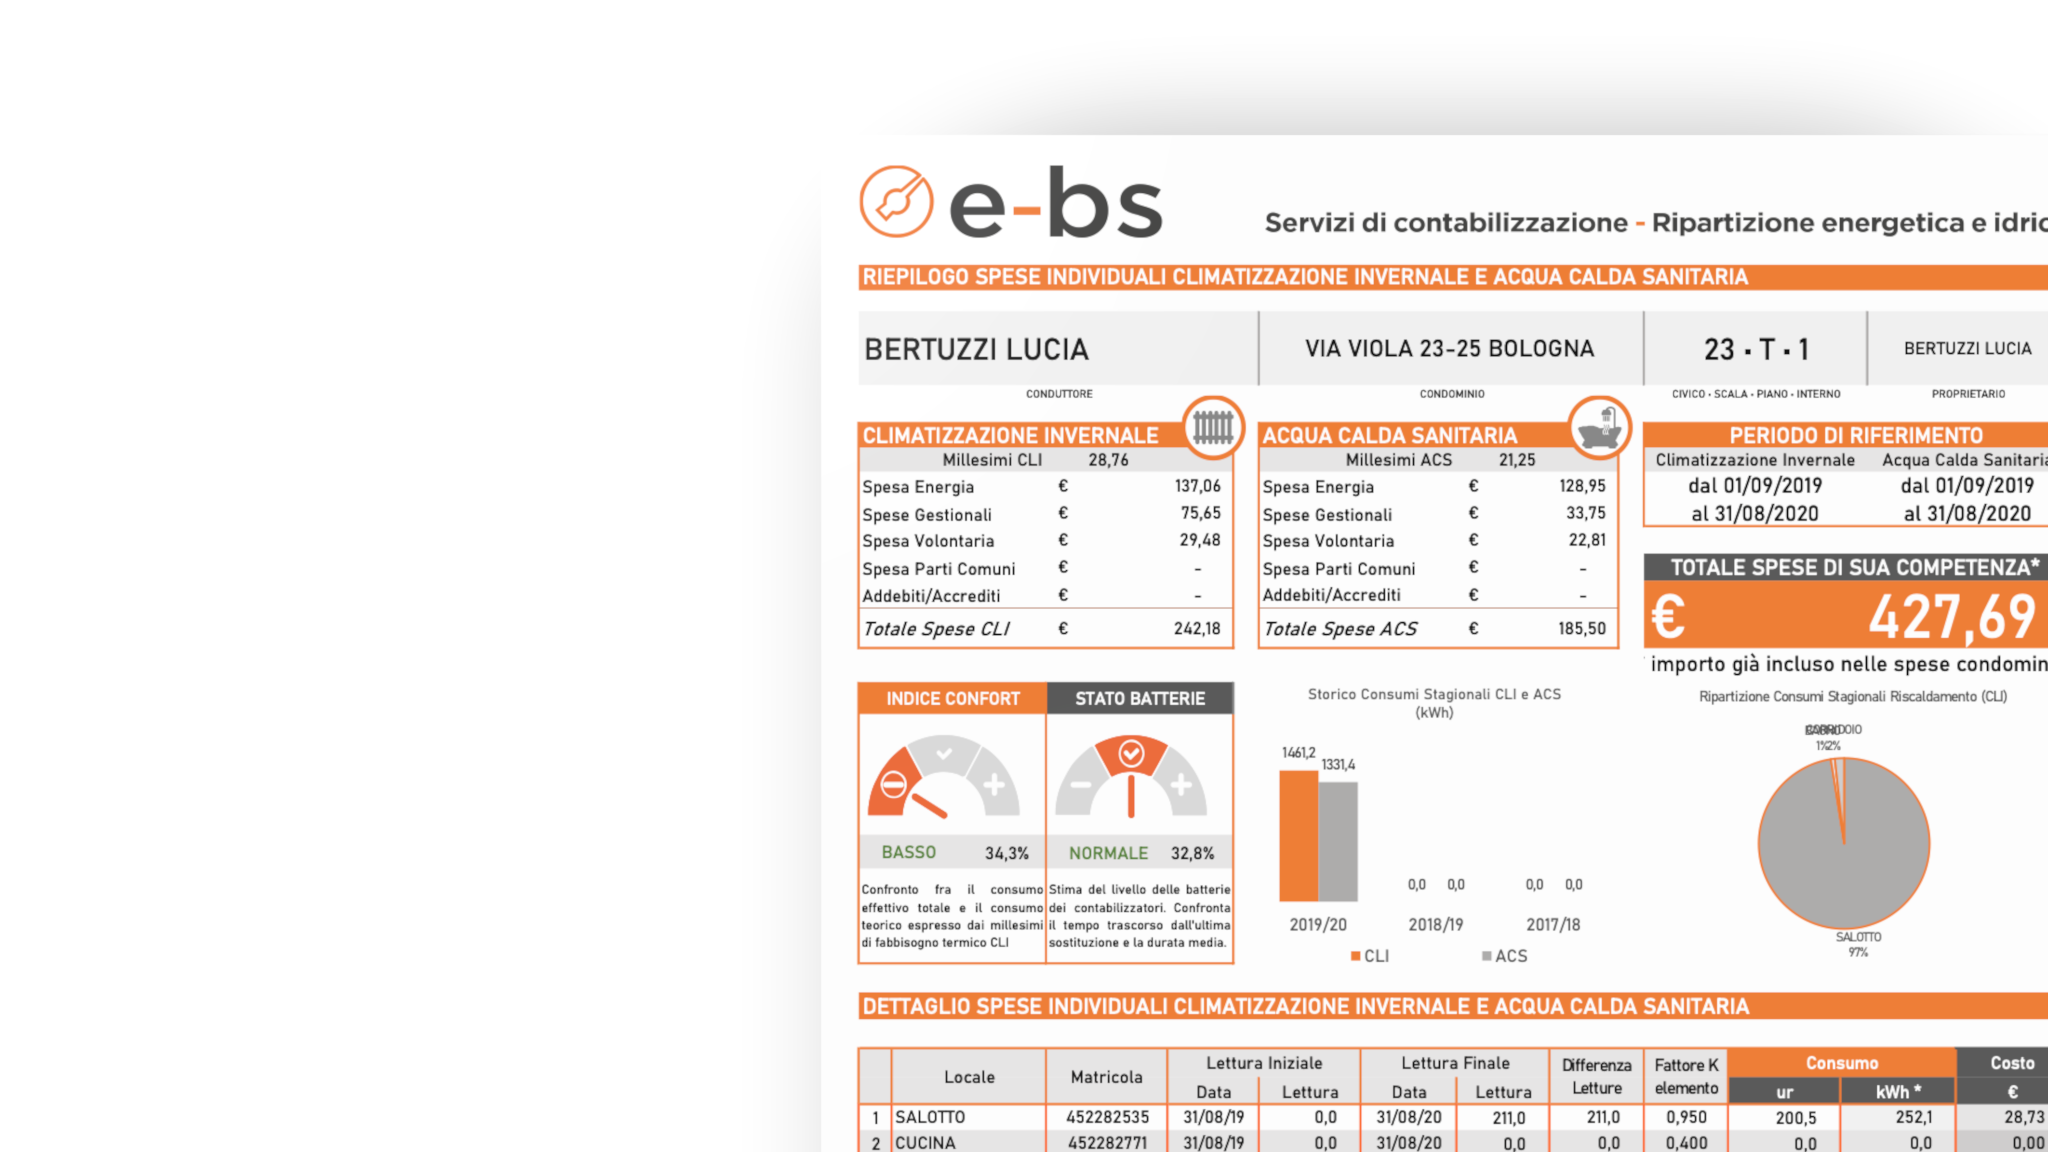 e-bs
Servizi di contabilizzazione - Ripartizione energetica e idric
RIEPILOGO SPESE INDIVIDUALI CLIMATIZZAZIONE INVERNALE E ACQUA CALDA SANITARIA
BERTUZZI LUCIA
VIA VIOLA 23-25 BOLOGNA
23 · T · 1
BERTUZZI LUCIA
CONDUTTORE
CONDOMINIO
CIVICO · SCALA · PIANO · INTERNO
PROPRIETARIO
CLIMATIZZAZIONE INVERNALE
Millesimi CLI 28,76
Spesa Energia € 137,06
Spese Gestionali € 75,65
Spesa Volontaria € 29,48
Spesa Parti Comuni € -
Addebiti/Accrediti € -
Totale Spese CLI € 242,18
ACQUA CALDA SANITARIA
Millesimi ACS 21,25
Spesa Energia € 128,95
Spese Gestionali € 33,75
Spesa Volontaria € 22,81
Spesa Parti Comuni € -
Addebiti/Accrediti € -
Totale Spese ACS € 185,50
PERIODO DI RIFERIMENTO
Climatizzazione Invernale Acqua Calda Sanitaria
dal 01/09/2019 dal 01/09/2019
al 31/08/2020 al 31/08/2020
TOTALE SPESE DI SUA COMPETENZA*
€ 427,69
importo già incluso nelle spese condomin
INDICE CONFORT
BASSO 34,3%
Confronto fra il consumo
effettivo totale e il consumo
teorico espresso dai millesimi
di fabbisogno termico CLI
STATO BATTERIE
NORMALE 32,8%
Stima del livello delle batterie
dei contabilizzatori. Confronta
il tempo trascorso dall'ultima
sostituzione e la durata media.
Storico Consumi Stagionali CLI e ACS
(kWh)
1461,2
1331,4
0,0 0,0 0,0 0,0
2019/20 2018/19 2017/18
CLI ACS
Ripartizione Consumi Stagionali Riscaldamento (CLI)
CORRIDOIO
1% 2%
SALOTTO
97%
DETTAGLIO SPESE INDIVIDUALI CLIMATIZZAZIONE INVERNALE E ACQUA CALDA SANITARIA
Locale Matricola Lettura Iniziale Lettura Finale Differenza Letture Fattore K elemento Consumo Costo
Data Lettura Data Lettura ur kWh * €
1 SALOTTO 452282535 31/08/19 0,0 31/08/20 211,0 211,0 0,950 200,5 252,1 28,73
2 CUCINA 452282771 31/08/19 0,0 31/08/20 0,0 0,0 0,400 0,0 0,0 0,00